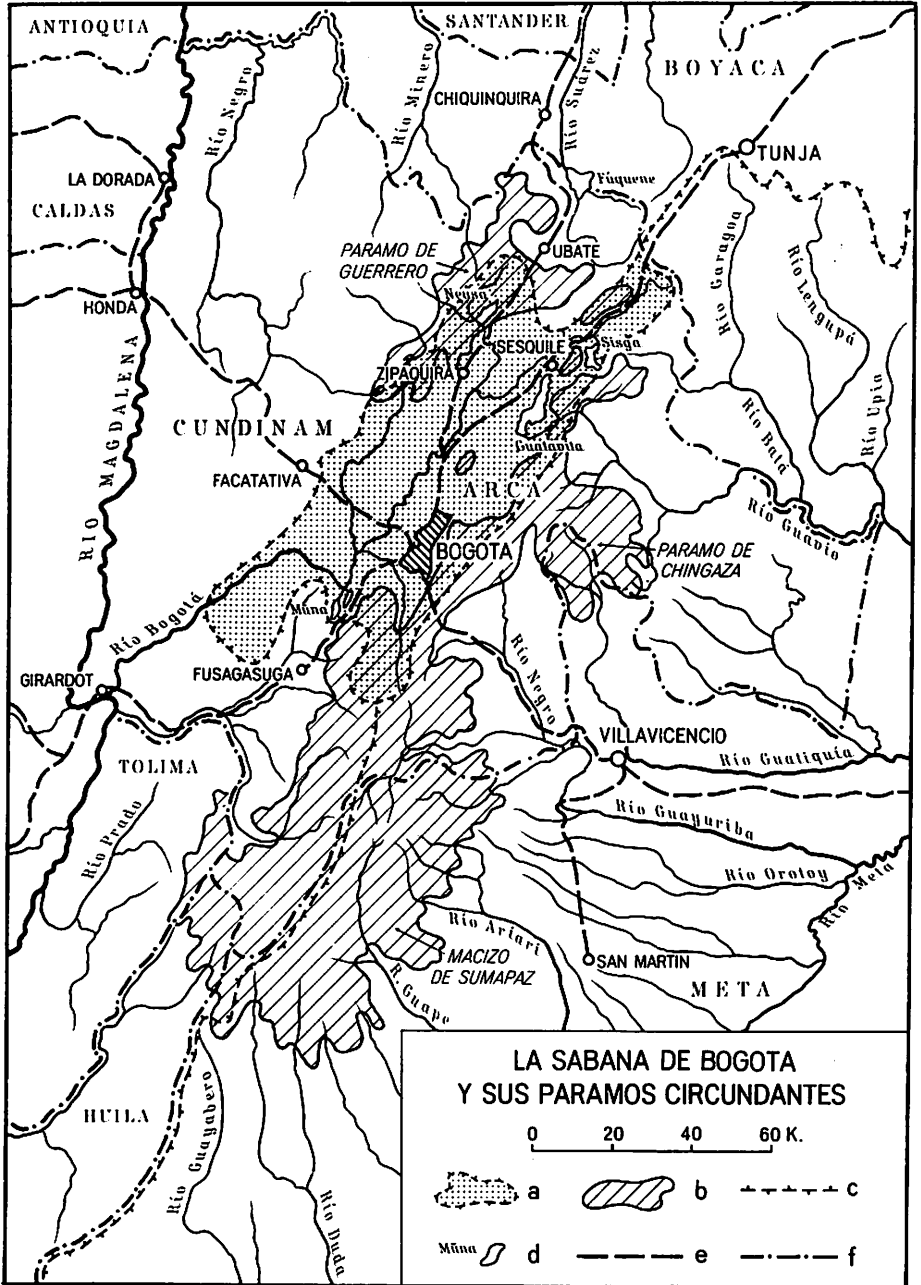 ANTIOQUIA
SANTANDER
BOYACA
Río Negro
Río Minero
Río Suárez
CHIQUINQUIRA
TUNJA
LA DORADA
Fúquene
CALDAS
PARAMO DE
GUERRERO
UBATE
Río Garagoa
Río Lengupá
HONDA
Neusa
SESQUILE
Sisga
ZIPAQUIRA
Río Upia
RIO MAGDALENA
CUNDINAM
ARCA
Guatavita
Río Batá
FACATATIVA
Río Guavio
BOGOTA
PARAMO DE
CHINGAZA
Río Bogotá
Mūna
FUSAGASUGA
Río Negro
GIRARDOT
VILLAVICENCIO
Río Guatiquía
TOLIMA
Río Prado
Río Guayuriba
Río Orotoy
Río Meta
Río Ariari
MACIZO
DE SUMAPAZ
SAN MARTIN
R. Guape
META
HUILA
Río Guayabero
Río Duda
LA SABANA DE BOGOTA
Y SUS PARAMOS CIRCUNDANTES
0 20 40 60 K.
a b c
Mūna d e f